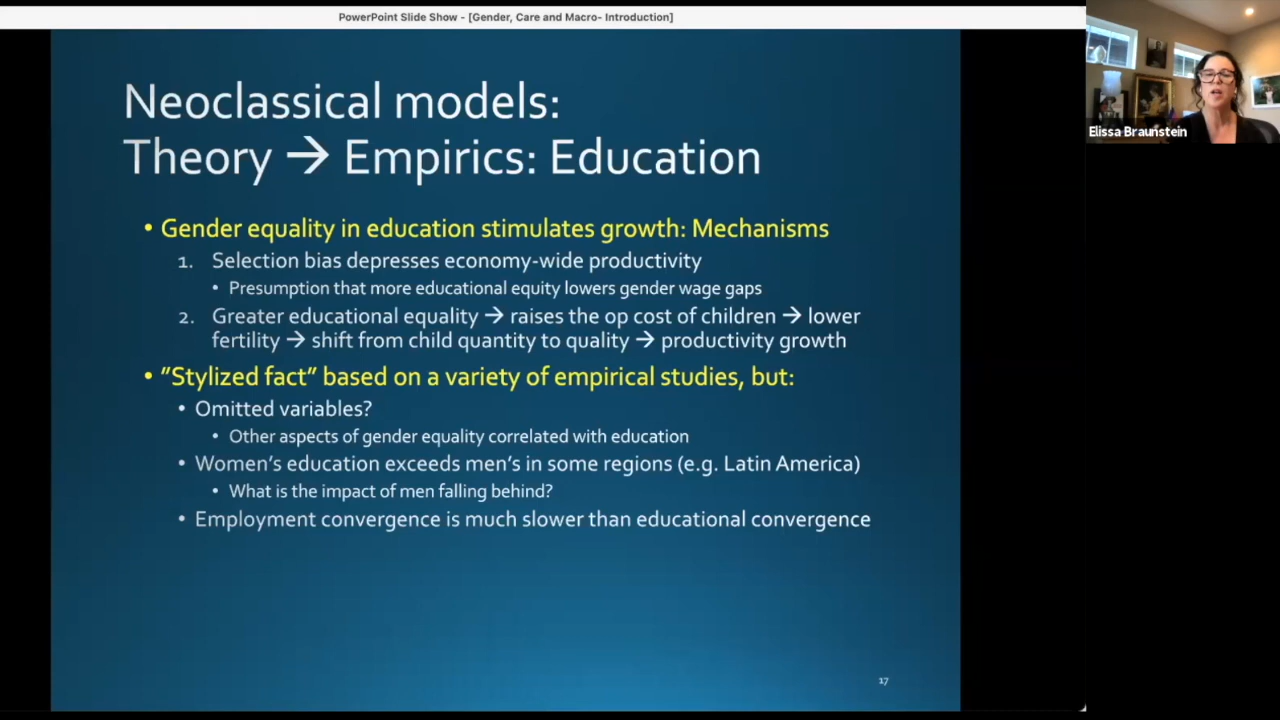 PowerPoint Slide Show - [Gender, Care and Macro- Introduction]
Neoclassical models:
Theory → Empirics: Education
• Gender equality in education stimulates growth: Mechanisms
1. Selection bias depresses economy-wide productivity
• Presumption that more educational equity lowers gender wage gaps
2. Greater educational equality → raises the op cost of children → lower
fertility → shift from child quantity to quality → productivity growth
• ”Stylized fact” based on a variety of empirical studies, but:
• Omitted variables?
• Other aspects of gender equality correlated with education
• Women’s education exceeds men’s in some regions (e.g. Latin America)
• What is the impact of men falling behind?
• Employment convergence is much slower than educational convergence
17
Elissa Braunstein